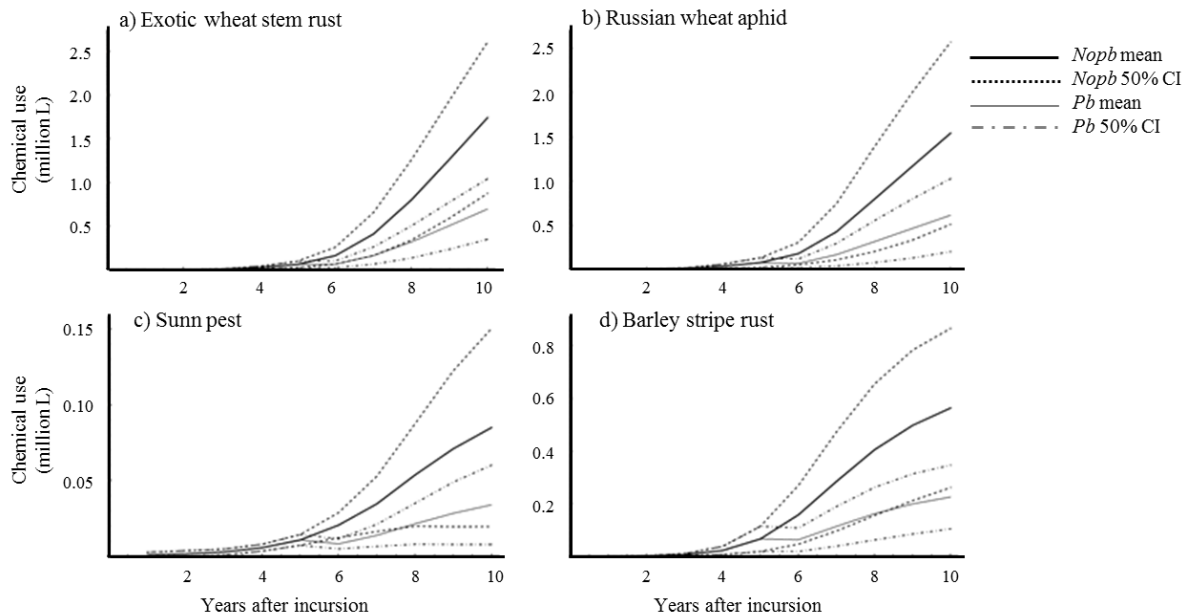 a) Exotic wheat stem rust
Chemical use
(million L)
2.5
2.0
1.5
1.0
0.5
2 4 6 8 10
b) Russian wheat aphid
2.5
2.0
1.5
1.0
0.5
2 4 6 8 10
Nopb mean
Nopb 50% CI
Pb mean
Pb 50% CI
c) Sunn pest
Chemical use
(million L)
0.15
0.10
0.05
2 4 6 8 10
Years after incursion
d) Barley stripe rust
0.8
0.6
0.4
0.2
2 4 6 8 10
Years after incursion